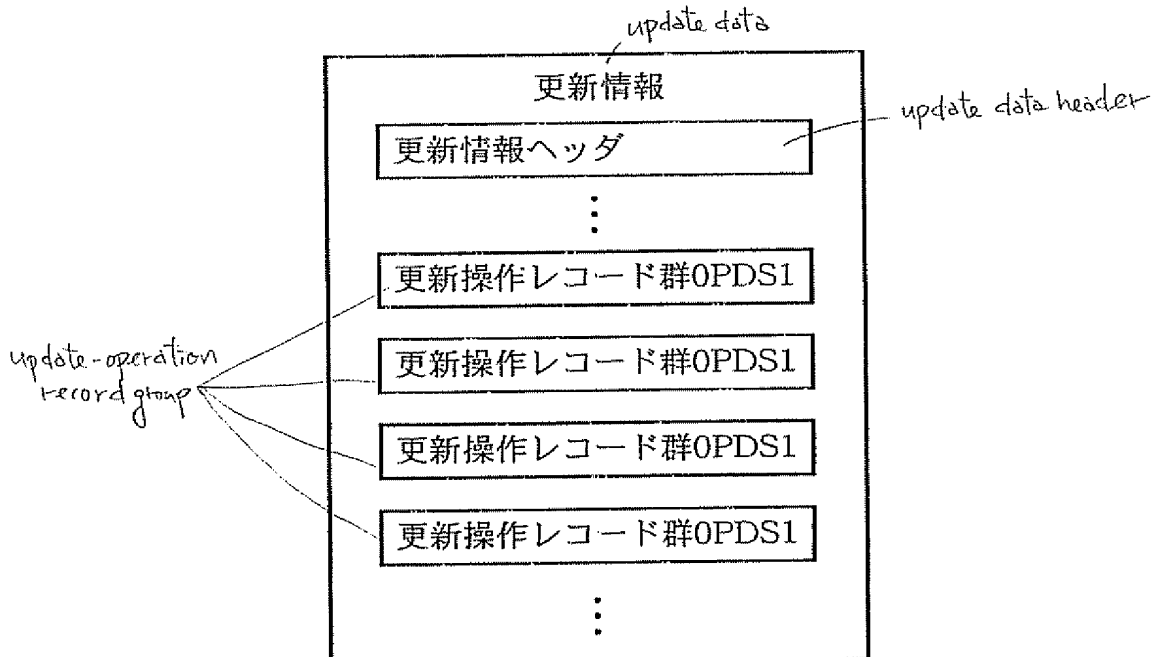 update data
更新情報
update data header
更新情報ヘッダ
更新操作レコード群0PDS1
更新操作レコード群0PDS1
update-operation
record group
更新操作レコード群0PDS1
更新操作レコード群0PDS1